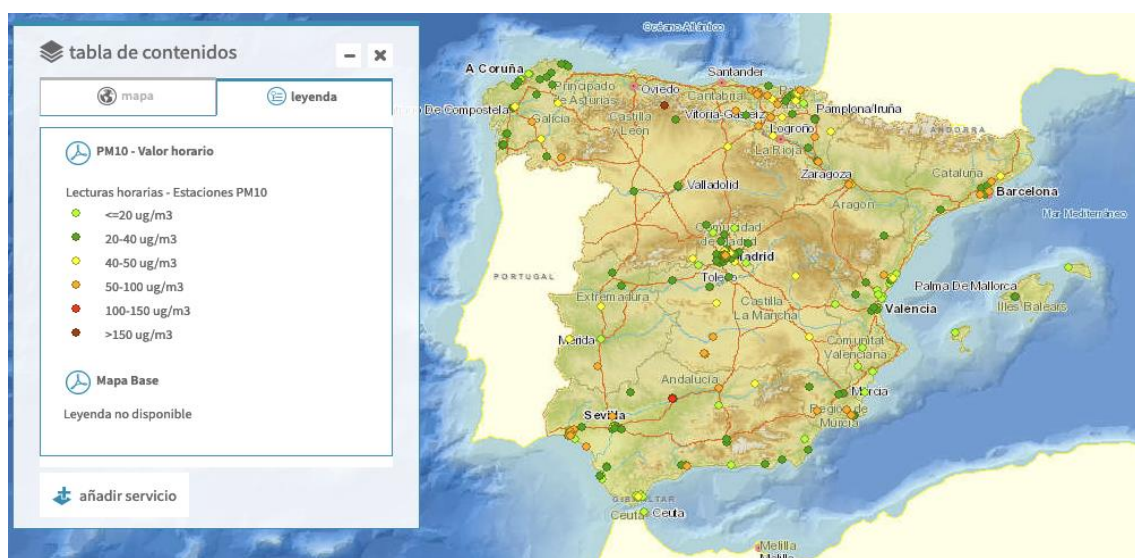 tabla de contenidos
mapa
leyenda
PM10 - Valor horario
Lecturas horarias - Estaciones PM10
<=20 ug/m3
20-40 ug/m3
40-50 ug/m3
50-100 ug/m3
100-150 ug/m3
>150 ug/m3
Mapa Base
Leyenda no disponible
añadir servicio
Océano Atlántico
A Coruña
Santander
Principado
de Asturias
Oviedo
Cantabria
De Compostela
Galicia
Castilla
y León
Vitoria-Gasteiz
Pamplona/Iruña
Logroño
La Rioja
ANDORRA
Zaragoza
Cataluña
Valladolid
Barcelona
Aragón
Mar Mediterráneo
Comunidad
de Madrid
Madrid
PORTUGAL
Toledo
Extremadura
Castilla
La Mancha
Palma De Mallorca
Illes Balears
Valencia
Mérida
Comunitat
Valenciana
Andalucía
Murcia
Sevilla
Región de
Murcia
GIBRALTAR
Ceuta
Ceuta
Melilla
Melilla